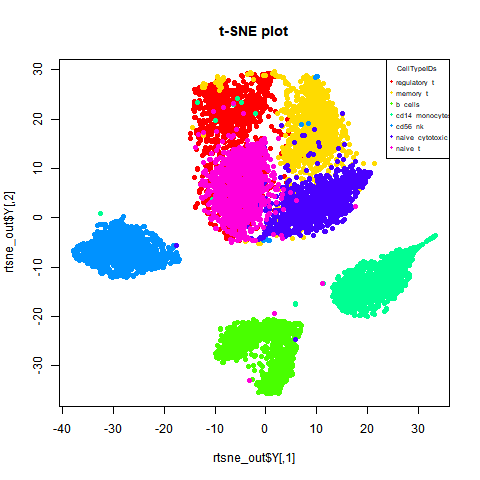 t-SNE plot
30
20
10
0
-10
-20
-30
rtsne_out$Y[,2]
CellTypeIDs
regulatory t
memory t
b cells
cd14 monocytes
cd56 nk
naive cytotoxic
naive t
-40
-30
-20
-10
0
10
20
30
rtsne_out$Y[,1]